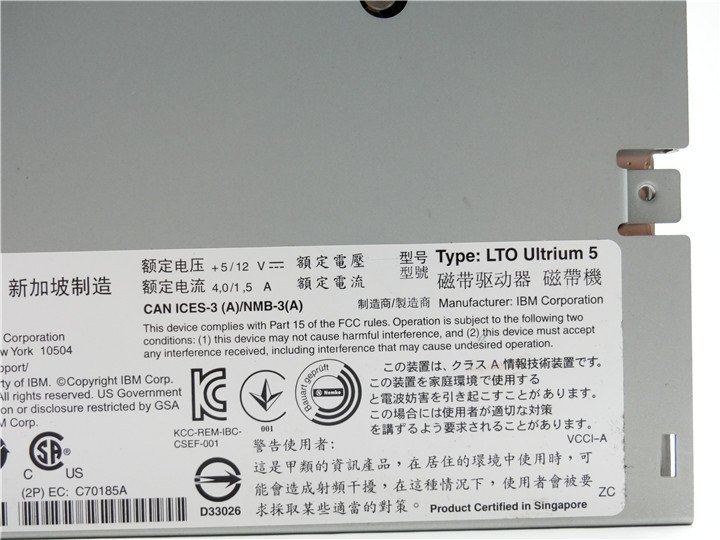 额定电压 +5/12 V 額定電壓
额定电流 4,0/1,5 A 額定電流
新加坡制造
型号 Type: LTO Ultrium 5
型號 磁带驱动器 磁帶機
CAN ICES-3 (A)/NMB-3(A)
制造商/製造商 Manufacturer: IBM Corporation
This device complies with Part 15 of the FCC rules. Operation is subject to the following two
conditions: (1) this device may not cause harmful interference, and (2) this device must accept
any interference received, including interference that may cause undesired operation.
Corporation
York 10504
support/
of IBM. ©Copyright IBM Corp.
All rights reserved. US Government
or disclosure restricted by GSA
Corp.
KCC-REM-IBC-
CSEF-001
001
Bauart geprüft
Nemko
この装置は、クラス A 情報技術装置です。
この装置を家庭環境で使用する
と電波妨害を引き起こすことがあります。
この場合には使用者が適切な対策
を講ずるよう要求されることがあります。
VCCI-A
SA
C US
(2P) EC: C70185A
D33026
警告使用者:
這是甲類的資訊產品，在居住的環境中使用時，可
能會造成射頻干擾，在這種情況下，使用者會被要
求採取某些適當的對策。
Product Certified in Singapore
ZC